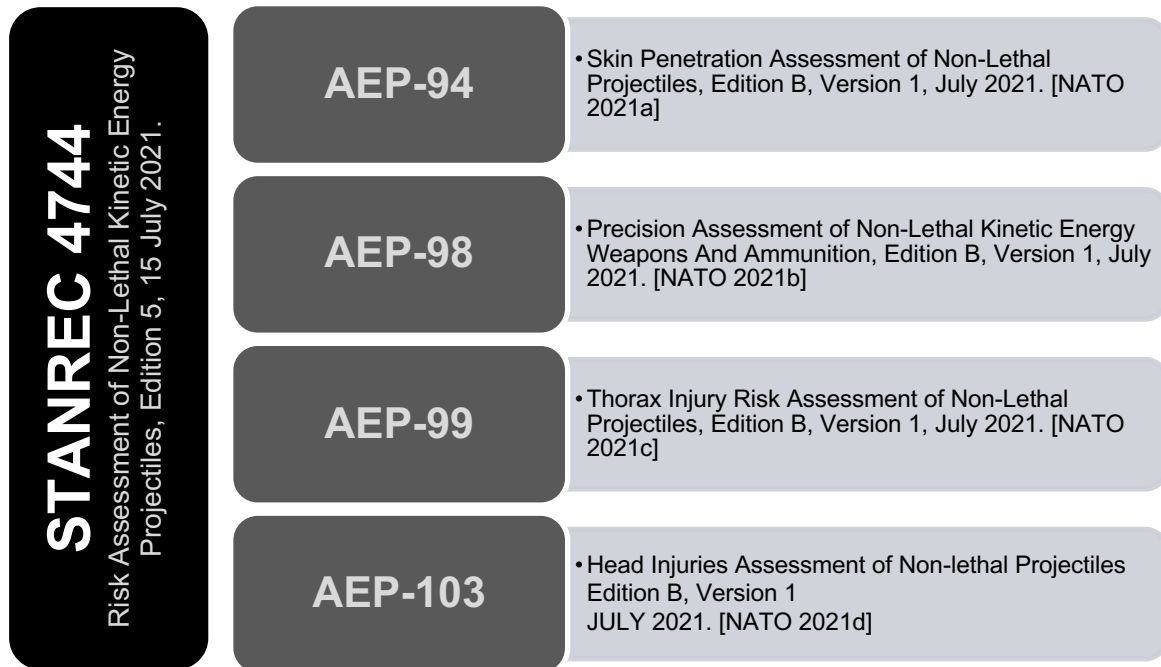 STANREC 4744
Risk Assessment of Non-Lethal Kinetic Energy
Projectiles, Edition 5, 15 July 2021.
AEP-94
•Skin Penetration Assessment of Non-Lethal
Projectiles, Edition B, Version 1, July 2021. [NATO
2021a]
AEP-98
•Precision Assessment of Non-Lethal Kinetic Energy
Weapons And Ammunition, Edition B, Version 1, July
2021. [NATO 2021b]
AEP-99
•Thorax Injury Risk Assessment of Non-Lethal
Projectiles, Edition B, Version 1, July 2021. [NATO
2021c]
AEP-103
•Head Injuries Assessment of Non-lethal Projectiles
Edition B, Version 1
JULY 2021. [NATO 2021d]